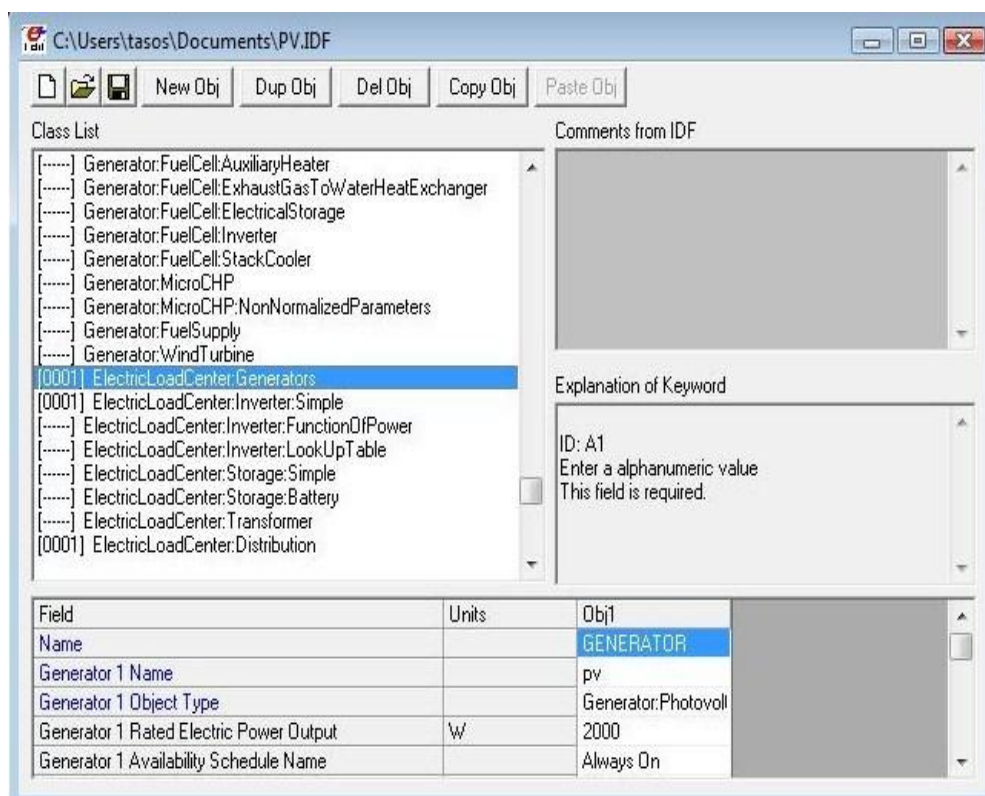 C:\Users\tasos\Documents\PV.IDF
New Obj Dup Obj Del Obj Copy Obj Paste Obj
Class List
[------] Generator:FuelCell:AuxiliaryHeater
[------] Generator:FuelCell:ExhaustGasToWaterHeatExchanger
[------] Generator:FuelCell:ElectricalStorage
[------] Generator:FuelCell:Inverter
[------] Generator:FuelCell:StackCooler
[------] Generator:MicroCHP
[------] Generator:MicroCHP:NonNormalizedParameters
[------] Generator:FuelSupply
[------] Generator:WindTurbine
[0001] ElectricLoadCenter:Generators
[0001] ElectricLoadCenter:Inverter:Simple
[------] ElectricLoadCenter:Inverter:FunctionOfPower
[------] ElectricLoadCenter:Inverter:LookUpTable
[------] ElectricLoadCenter:Storage:Simple
[------] ElectricLoadCenter:Storage:Battery
[------] ElectricLoadCenter:Transformer
[0001] ElectricLoadCenter:Distribution
Comments from IDF
Explanation of Keyword
ID: A1
Enter a alphanumeric value
This field is required.
Field Units Obj1
Name GENERATOR
Generator 1 Name pv
Generator 1 Object Type Generator:Photovolt
Generator 1 Rated Electric Power Output W 2000
Generator 1 Availability Schedule Name Always On